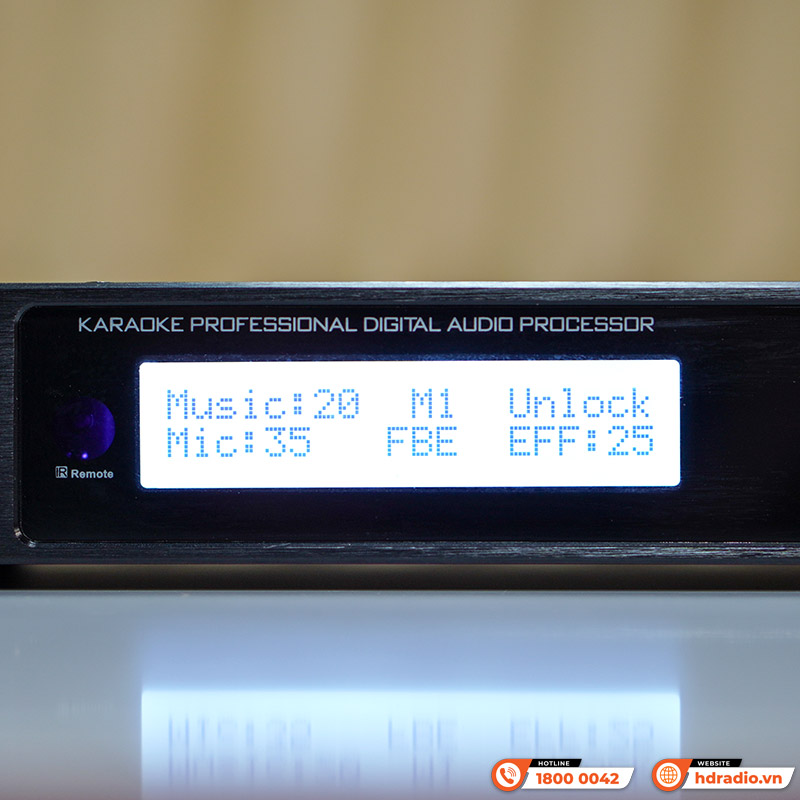 KARAOKE PROFESSIONAL DIGITAL AUDIO PROCESSOR
Music:20 M1 Unlock
Mic:35 FBE EFF:25
IR Remote
HOTLINE
1800 0042
WEBSITE
hdradio.vn